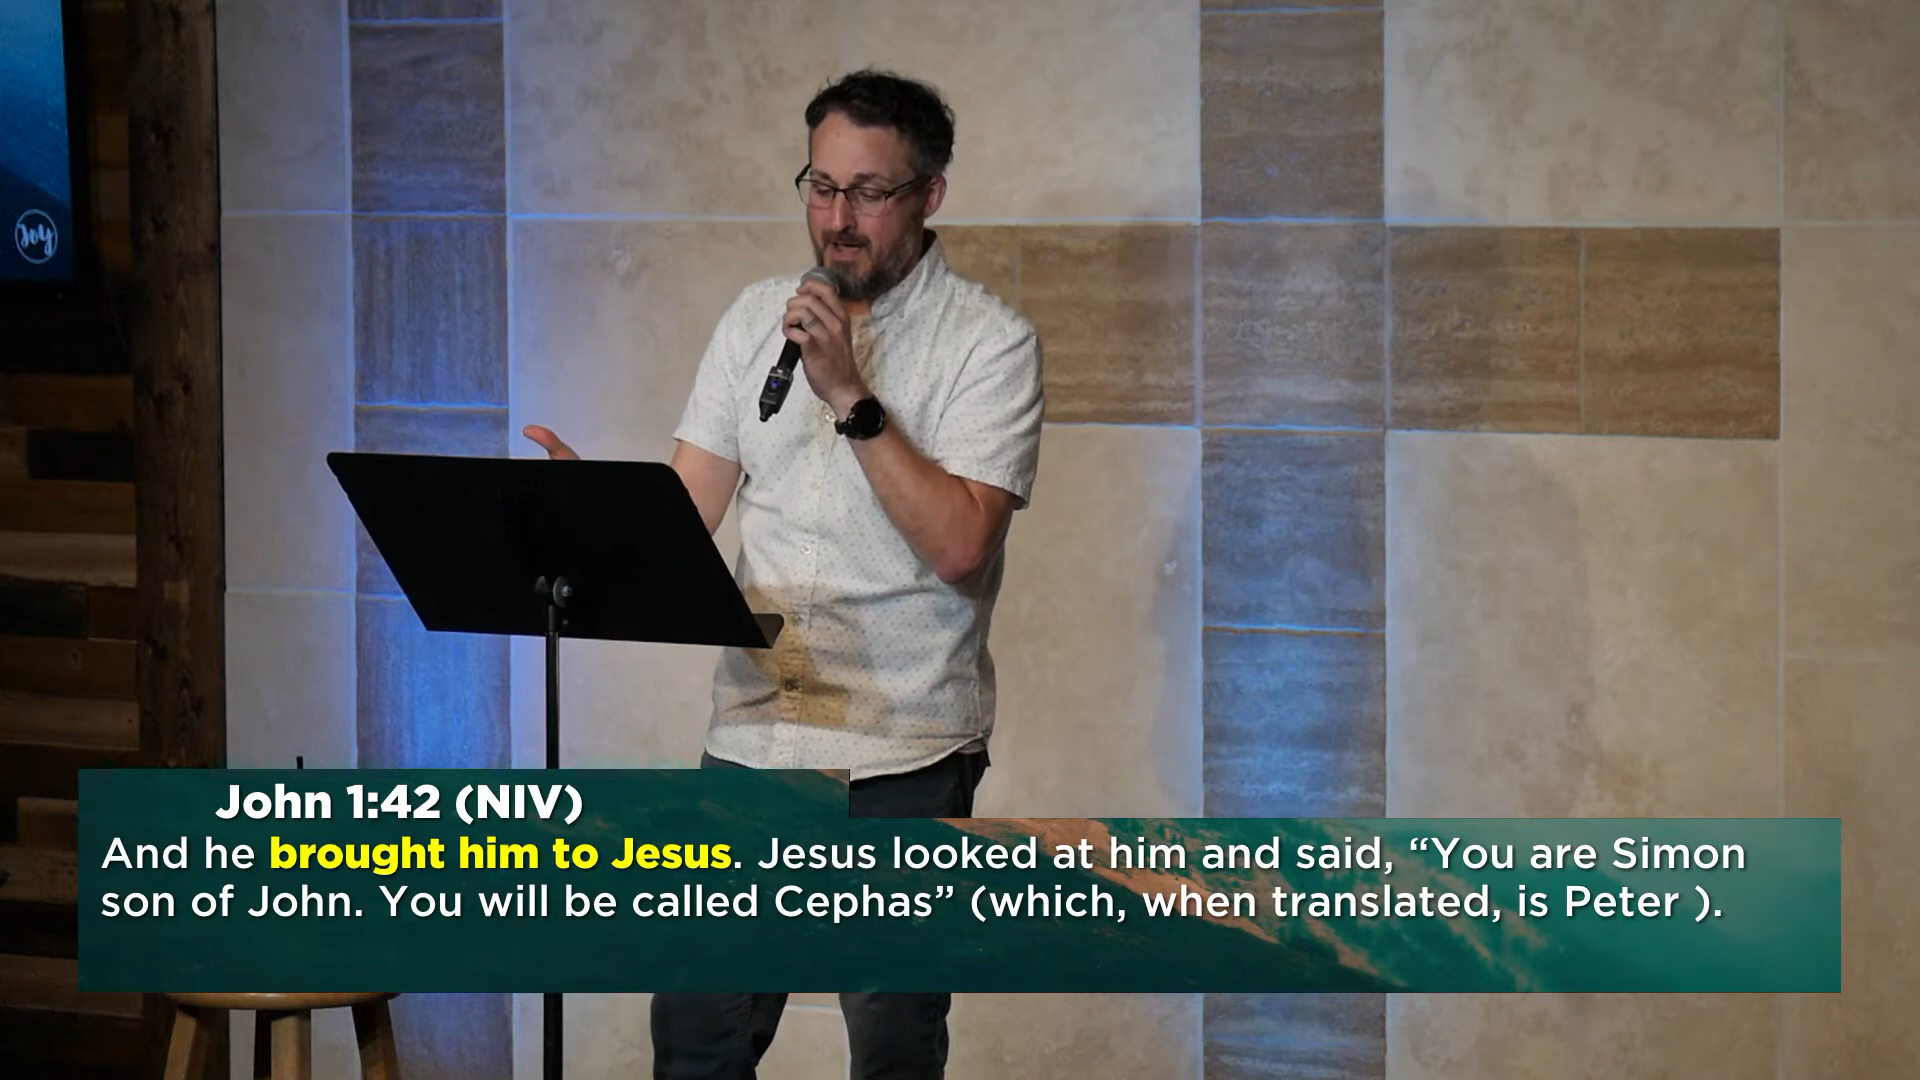 Joy
John 1:42 (NIV)
And he brought him to Jesus. Jesus looked at him and said, “You are Simon
son of John. You will be called Cephas” (which, when translated, is Peter ).